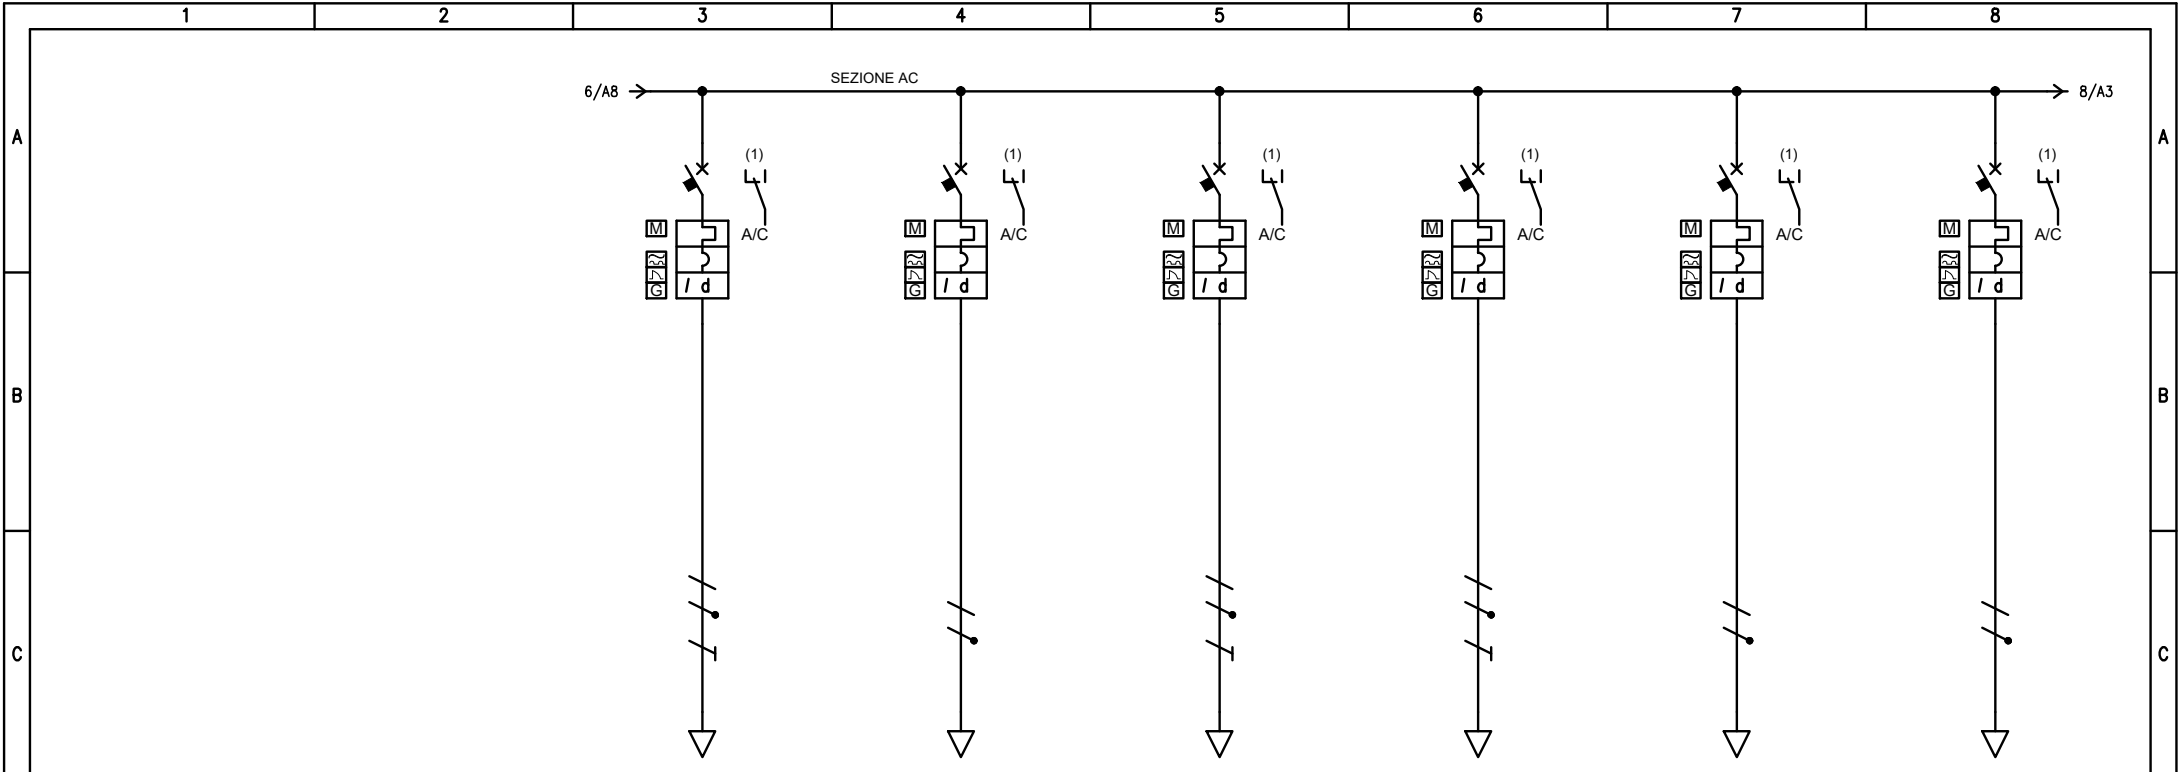 1 2 3 4 5 6 7 8
SEZIONE AC
6/A8 8/A3
A A
(1) (1) (1) (1) (1) (1)
M A/C M A/C M A/C M A/C M A/C M A/C
G I d G I d G I d G I d G I d G I d
B B
C C